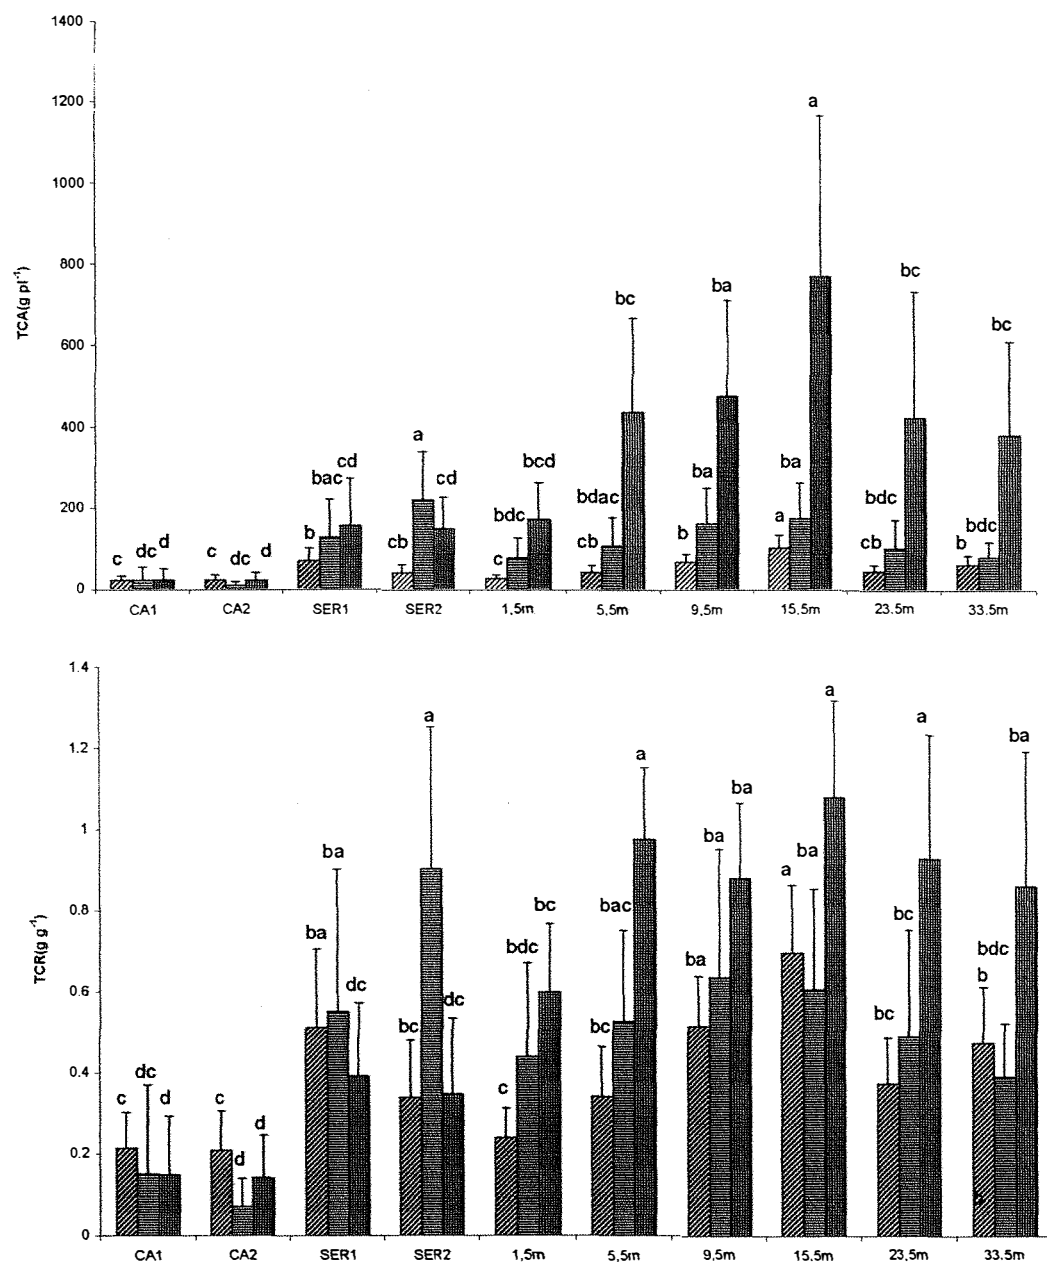 1400
1200
a
1000
TCA(g pl-1)
800
bc
ba
bc
bc
600
400
a
cd
bac
cd
bcd
ba
ba
200
bdac
bdc
bdc
b
cb
bdc
b
a
bdc
c
dc
d
c
dc
d
c
cb
cb
b
0
CA1
CA2
SER1
SER2
1,5m
5,5m
9,5m
15,5m
23.5m
33.5m
1.4
a
a
a
ba
1.2
a
ba
1
ba
ba
ba
TCR(g g-1)
0.8
a
bac
bc
bc
ba
bdc
bdc
ba
b
0.6
dc
dc
bc
bc
bc
0.4
dc
c
c
d
c
d
d
0.2
0
CA1
CA2
SER1
SER2
1,5m
5,5m
9,5m
15.5m
23,5m
33.5m